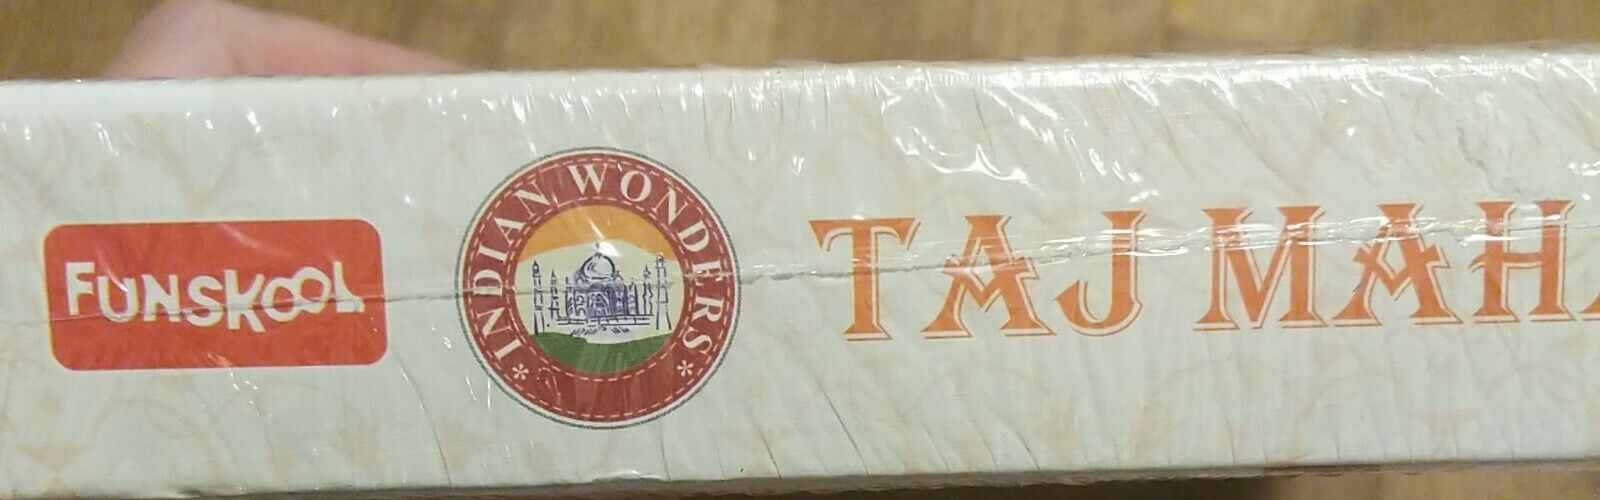 FUNSKOOL
INDIAN WONDERS
TAJ MAHA